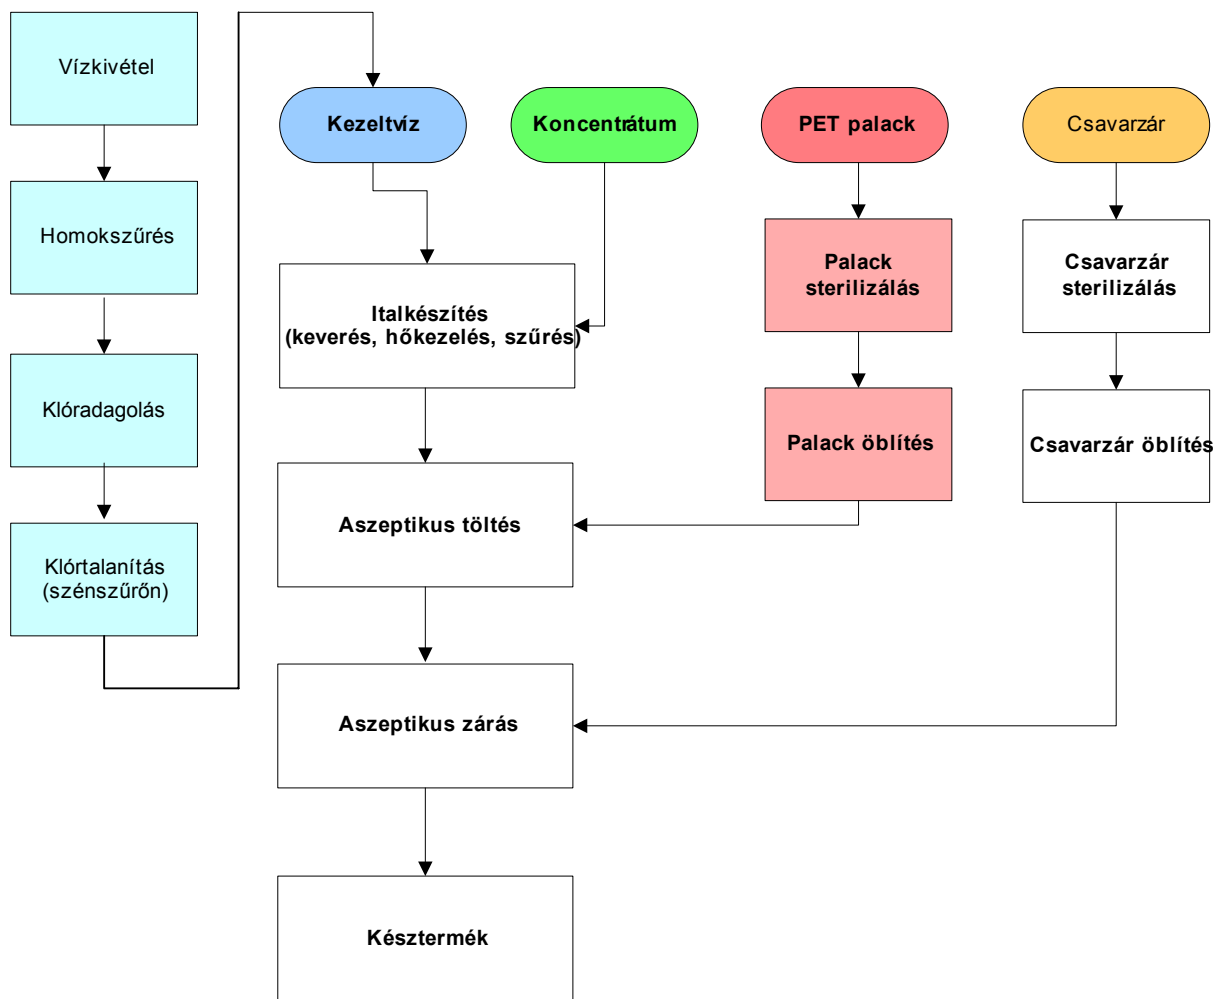 Vízkivétel
Homokszűrés
Klóradagolás
Klórtalanítás
(szénszűrőn)
Kezeltvíz
Koncentrátum
PET palack
Csavarzár
Italkészítés
(keverés, hőkezelés, szűrés)
Palack
sterilizálás
Csavarzár
sterilizálás
Palack öblítés
Csavarzár öblítés
Aszeptikus töltés
Aszeptikus zárás
Késztermék